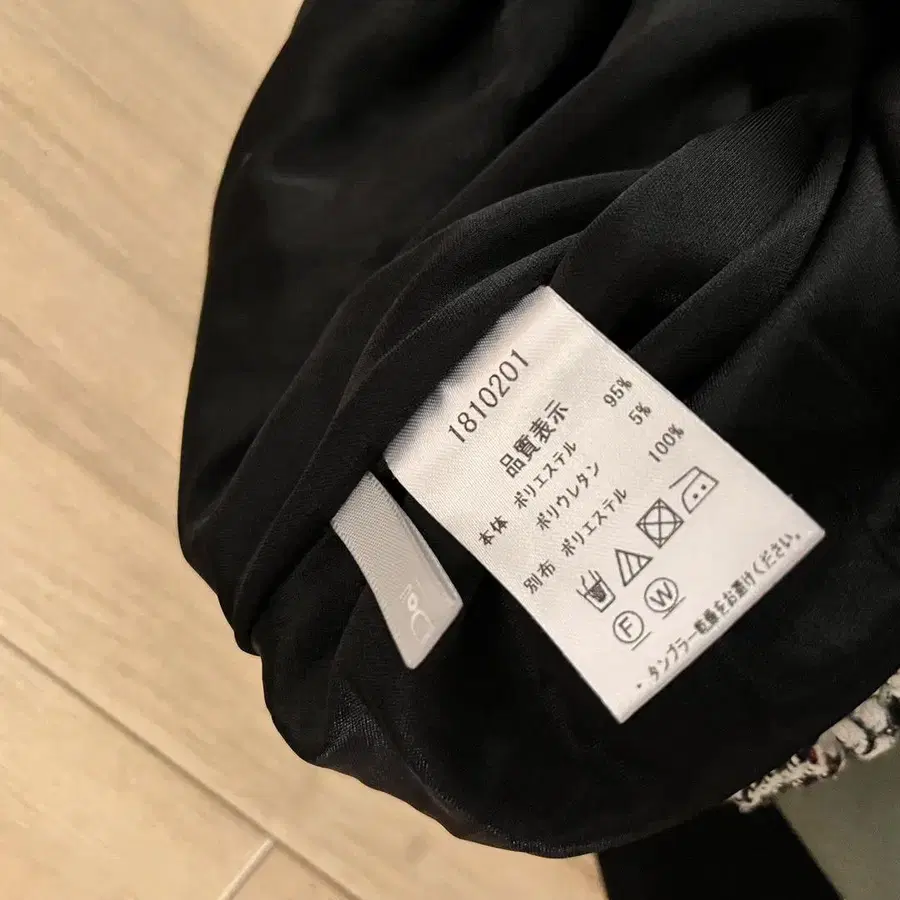 1810201
品質表示
本体 ポリエステル 95%
ポリウレタン 5%
別布 ポリエステル 100%
F W
・タンブラー乾燥をお避けください。